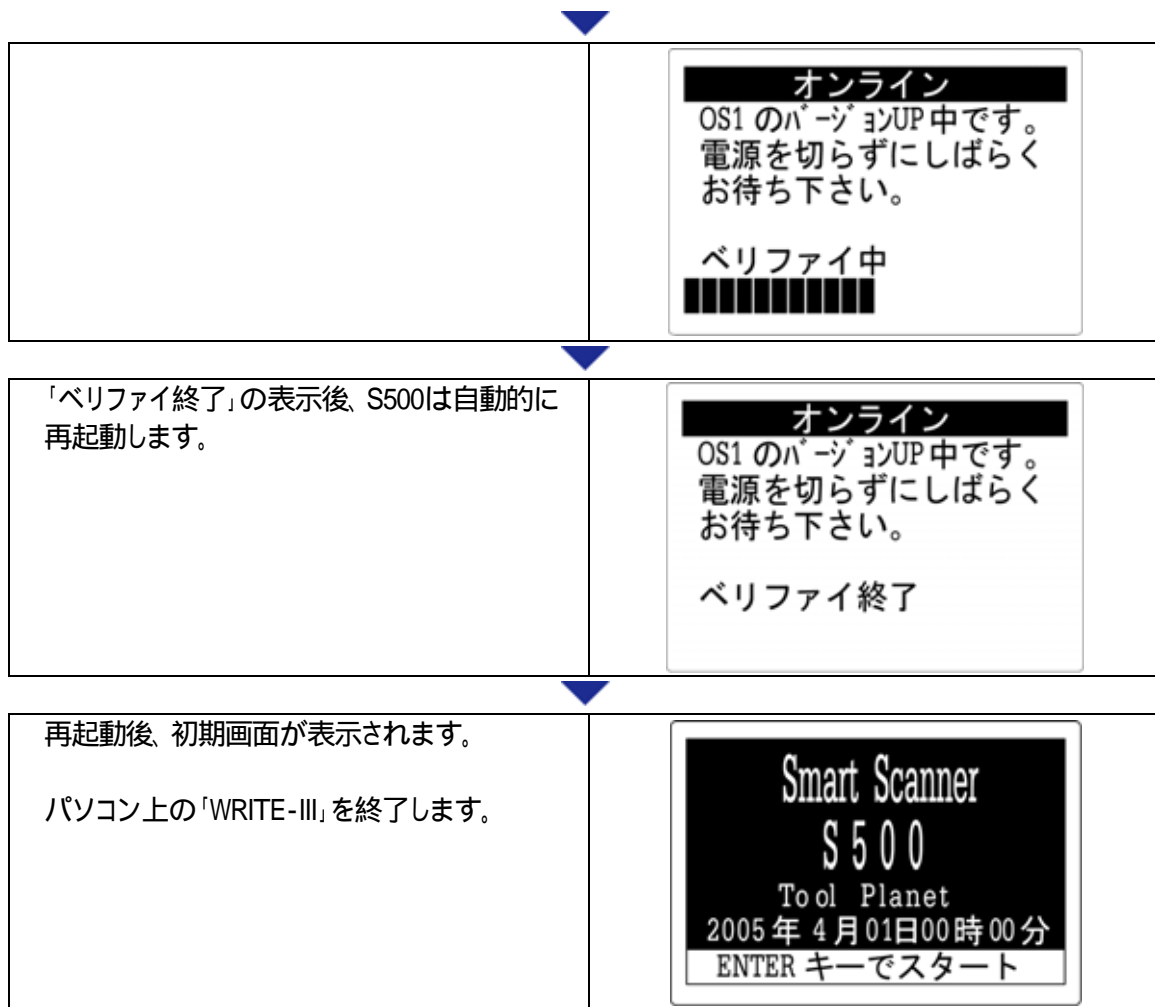 オンライン
OS1 のﾊﾞｰｼﾞｮﾝUP 中です。
電源を切らずにしばらく
お待ち下さい。
ベリファイ中
「ベリファイ終了」の表示後、S500は自動的に
再起動します。
オンライン
OS1 のﾊﾞｰｼﾞｮﾝUP 中です。
電源を切らずにしばらく
お待ち下さい。
ベリファイ終了
再起動後、初期画面が表示されます。
パソコン上の「WRITE-III」を終了します。
Smart Scanner
S500
Tool Planet
2005年 4月01日00時00分
ENTER キーでスタート